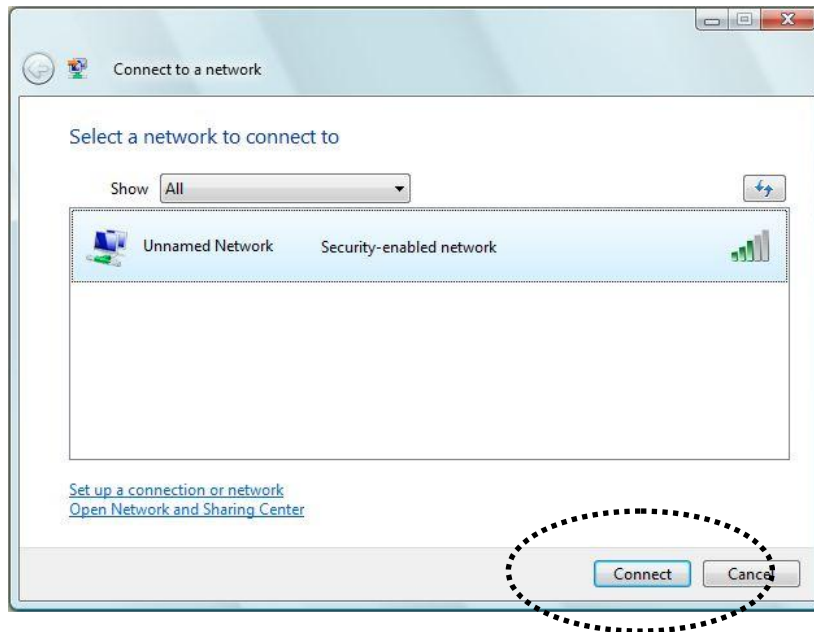 Connect to a network
Select a network to connect to
Show All
Unnamed Network Security-enabled network
Set up a connection or network
Open Network and Sharing Center
Connect Cancel